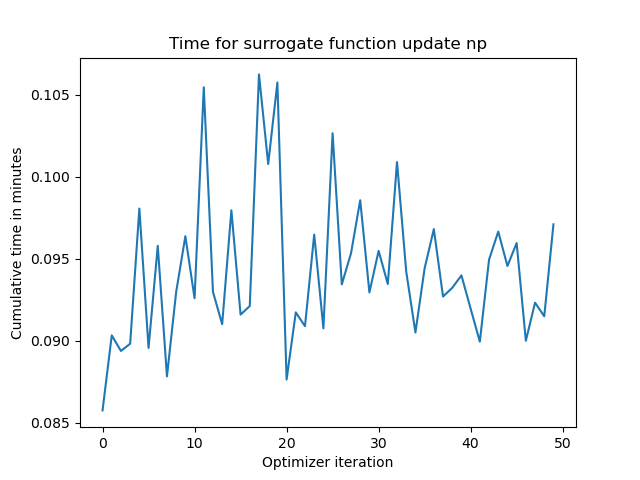 Time for surrogate function update np
0.105
0.100
0.095
0.090
0.085
Cumulative time in minutes
0 10 20 30 40 50
Optimizer iteration